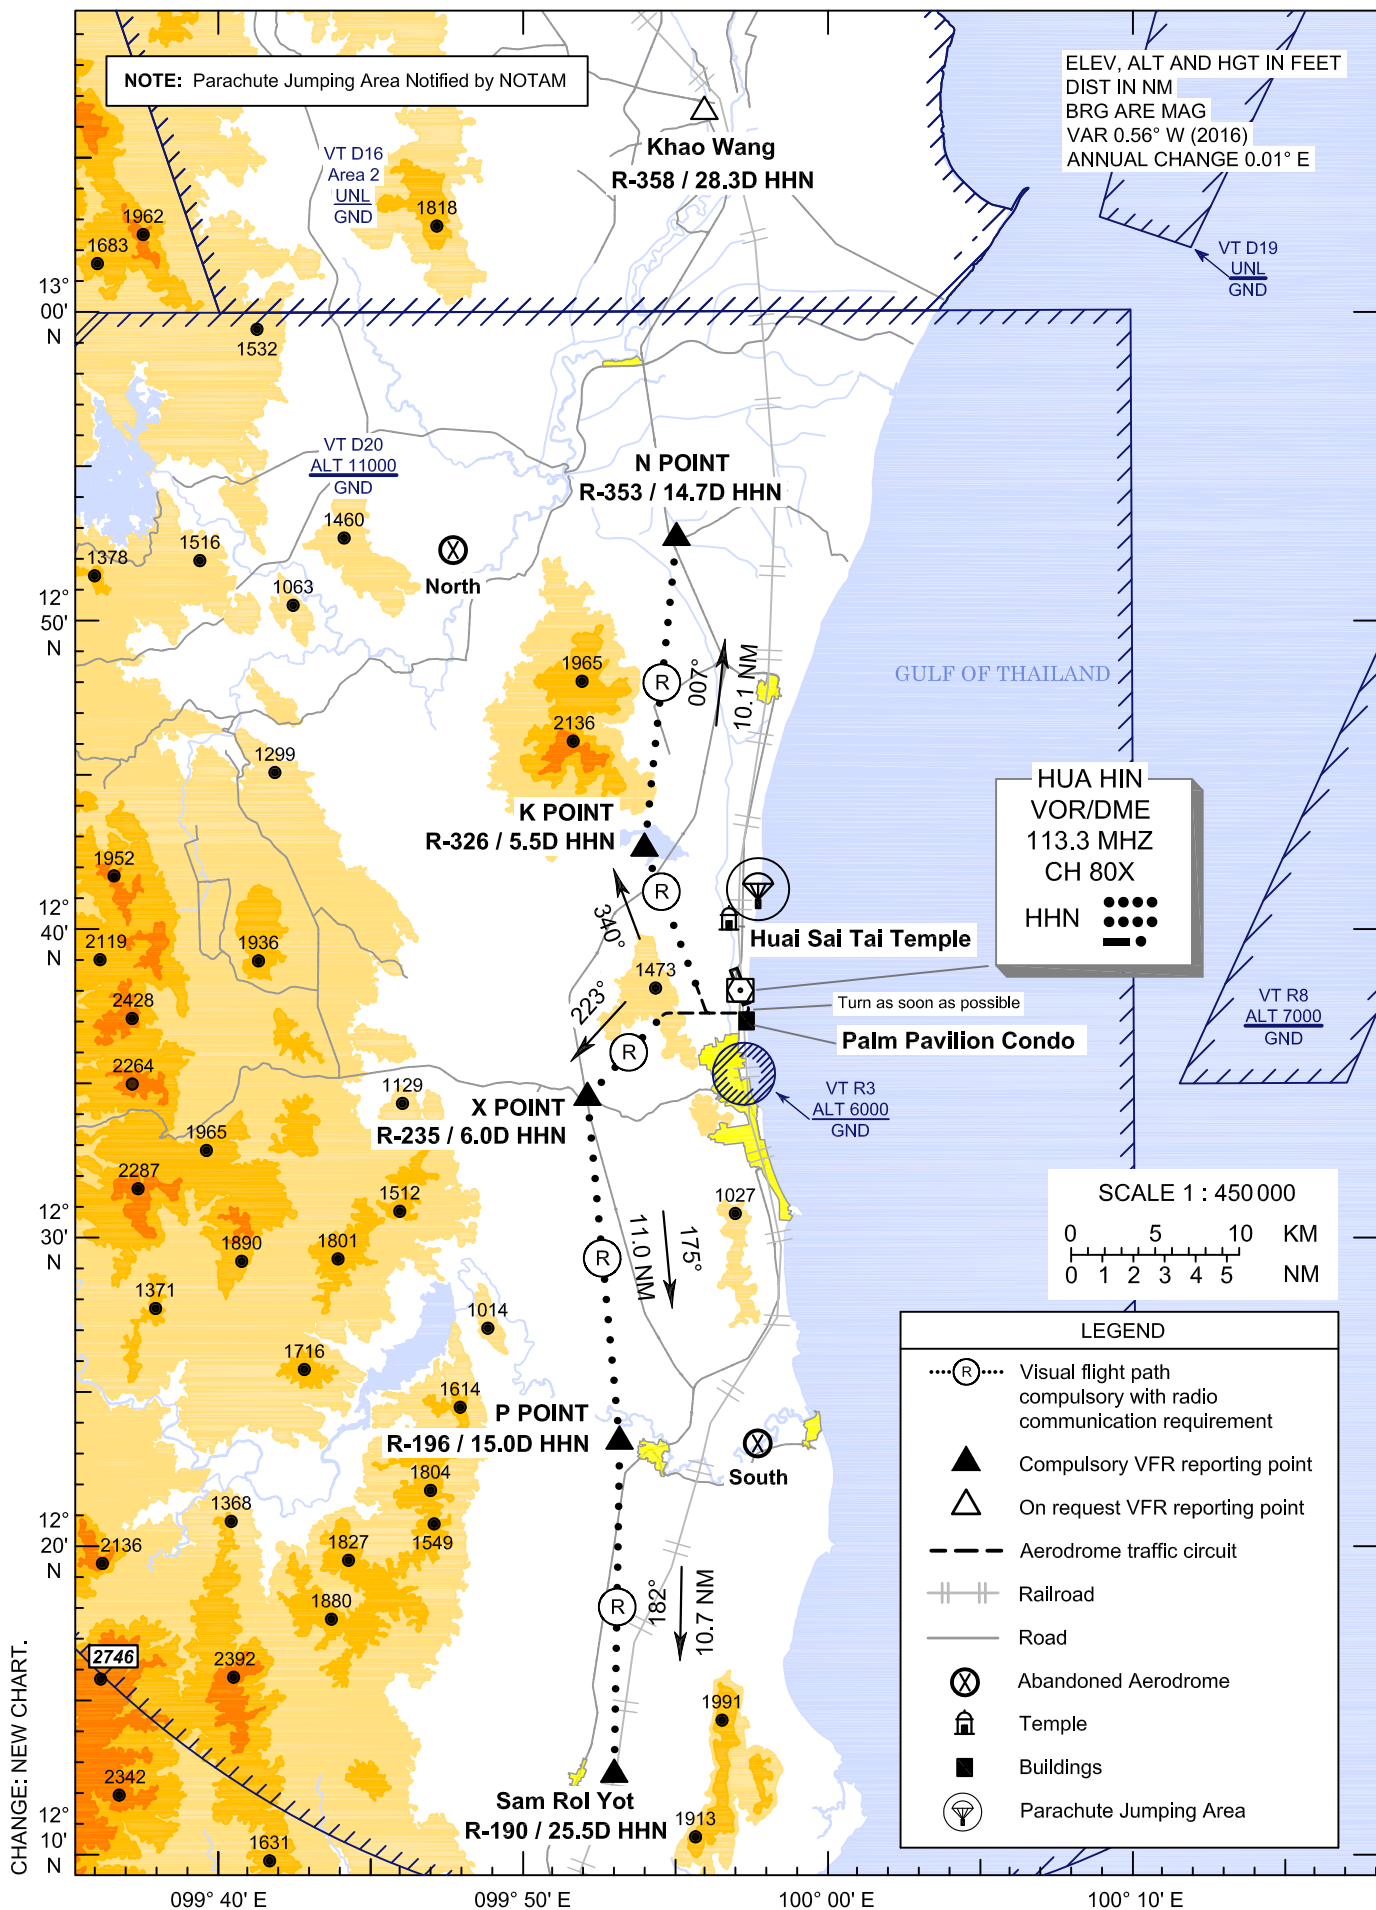 NOTE: Parachute Jumping Area Notified by NOTAM
ELEV, ALT AND HGT IN FEET
DIST IN NM
BRG ARE MAG
VAR 0.56° W (2016)
ANNUAL CHANGE 0.01° E
Khao Wang
R-358 / 28.3D HHN
VT D16
Area 2
UNL
GND
1818
1962
1683
VT D19
UNL
GND
13°
00'
N
1532
VT D20
ALT 11000
GND
N POINT
R-353 / 14.7D HHN
1460
1516
1378
1063
North
12°
50'
N
1965
R
007°
10.1 NM
GULF OF THAILAND
2136
1299
HUA HIN
VOR/DME
113.3 MHZ
CH 80X
HHN
K POINT
R-326 / 5.5D HHN
1952
R
340°
12°
40'
N
2119
1936
Huai Sai Tai Temple
1473
223°
2428
Turn as soon as possible
VT R8
ALT 7000
GND
Palm Pavilion Condo
R
2264
1129
VT R3
ALT 6000
GND
X POINT
R-235 / 6.0D HHN
1965
2287
1512
1027
SCALE 1 : 450 000
0 5 10 KM
0 1 2 3 4 5 NM
12°
30'
N
1890
1801
R
11.0 NM
175°
1371
1014
1716
1614
P POINT
R-196 / 15.0D HHN
South
1804
1549
1368
12°
20'
N
2136
1827
1880
R
182°
10.7 NM
2746
2392
1991
2342
Sam Rol Yot
R-190 / 25.5D HHN
1913
12°
10'
N
1631
LEGEND
R Visual flight path
compulsory with radio
communication requirement
Compulsory VFR reporting point
On request VFR reporting point
Aerodrome traffic circuit
Railroad
Road
Abandoned Aerodrome
Temple
Buildings
Parachute Jumping Area
CHANGE: NEW CHART.
099° 40' E
099° 50' E
100° 00' E
100° 10' E